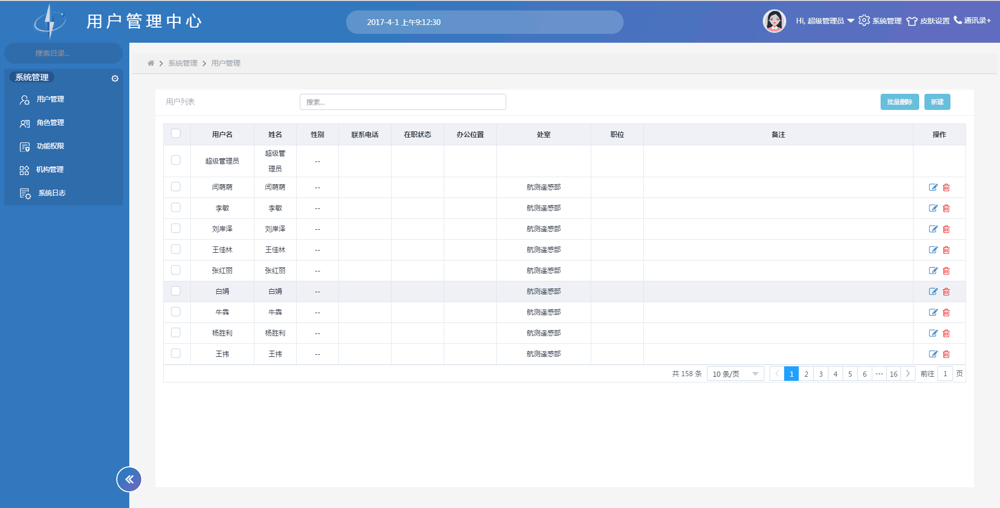 用户管理中心
2017-4-1 上午9:12:30
Hi, 超级管理员 系统管理 皮肤设置 通讯录+
搜索目录...
系统管理
用户管理
角色管理
功能权限
机构管理
系统日志
系统管理 用户管理
用户列表 搜索... 批量删除 新建
用户名 姓名 性别 联系电话 在职状态 办公位置 处室 职位 备注 操作
超级管理员 超级管理员 --
闫萌萌 闫萌萌 -- 航测遥感部
李敏 李敏 -- 航测遥感部
刘岸泽 刘岸泽 -- 航测遥感部
王佳林 王佳林 -- 航测遥感部
张红丽 张红丽 -- 航测遥感部
白娟 白娟 -- 航测遥感部
牛犇 牛犇 -- 航测遥感部
杨胜利 杨胜利 -- 航测遥感部
王祎 王祎 -- 航测遥感部
共 158 条 10 条/页 1 2 3 4 5 6 ··· 16 前往 1 页